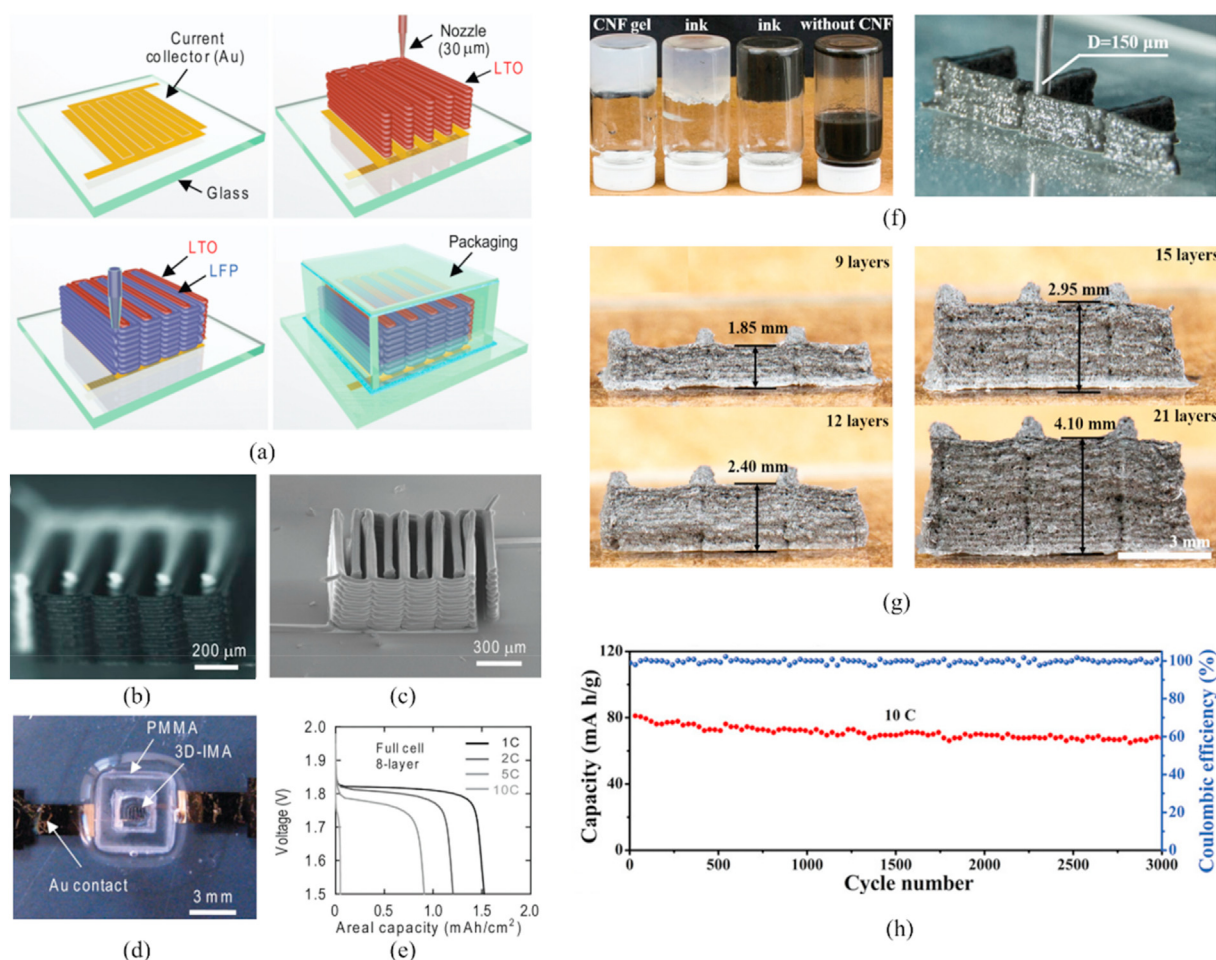 Current
collector (Au)
Glass
Nozzle
(30 μm)
LTO
LTO
LFP
Packaging
(a)
200 μm
(b)
300 μm
(c)
PMMA
3D-IMA
Au contact
3 mm
(d)
2.0
1.9
1.8
1.7
1.6
1.5
Voltage (V)
Full cell
8-layer
1C
2C
5C
10C
0 0.5 1.0 1.5 2.0
Areal capacity (mAh/cm²)
(e)
CNF gel ink ink without CNF
D=150 μm
(f)
9 layers
1.85 mm
15 layers
2.95 mm
12 layers
2.40 mm
21 layers
4.10 mm
3 mm
(g)
120
80
40
0
Capacity (mA h/g)
10 C
100
80
60
40
20
0
Coulombic efficiency (%)
0 500 1000 1500 2000 2500 3000
Cycle number
(h)